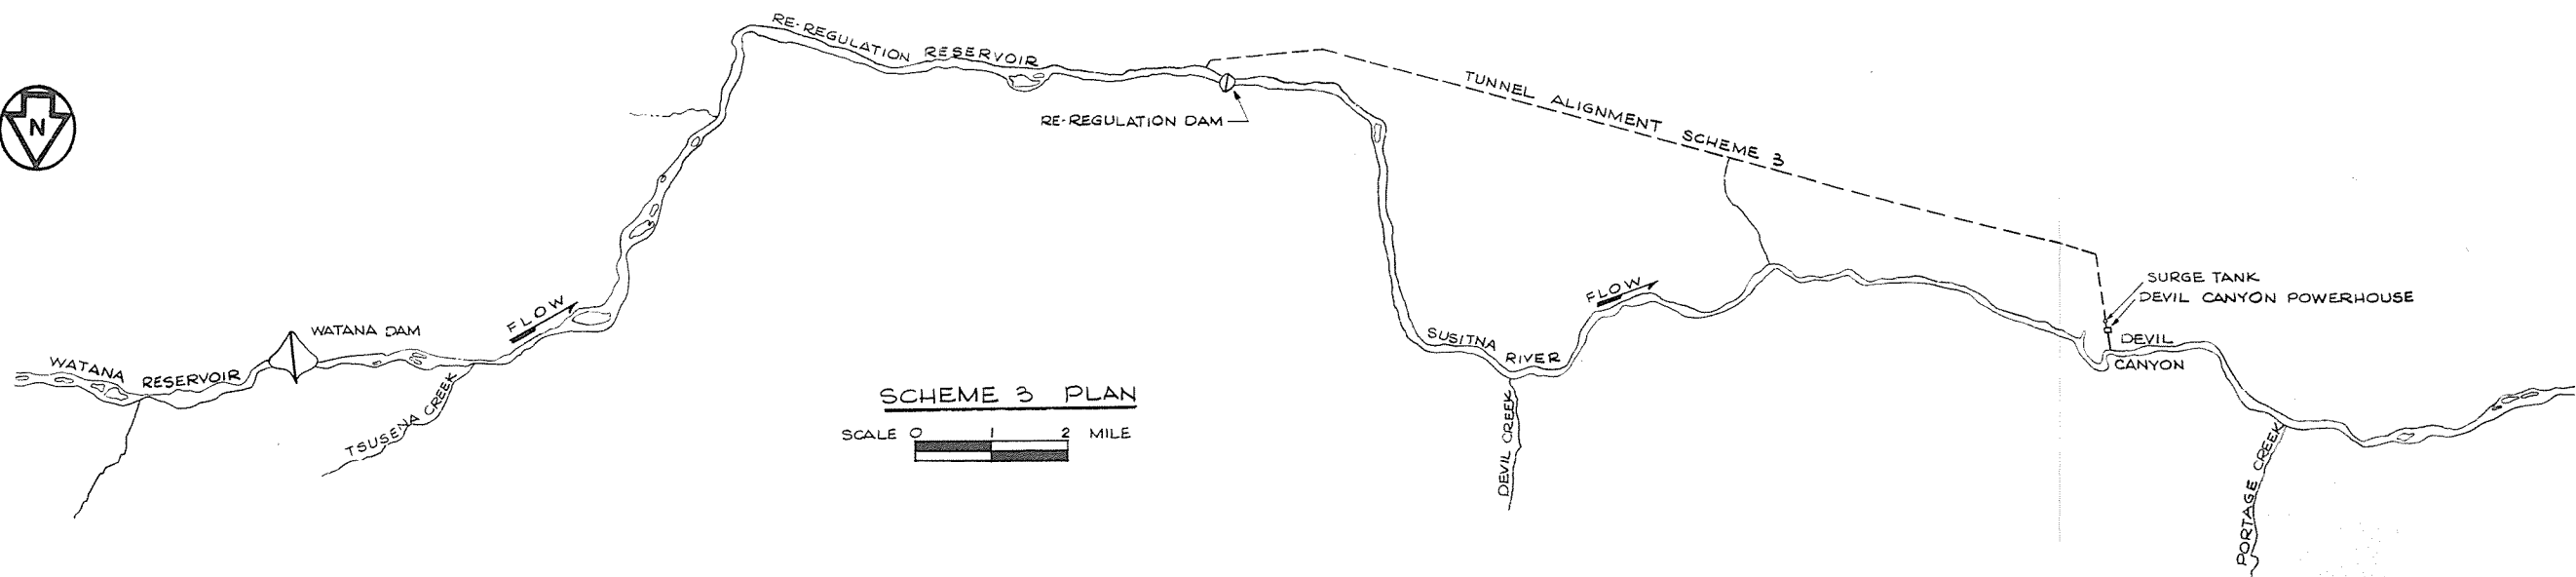 N
RE-REGULATION RESERVOIR
RE-REGULATION DAM
TUNNEL ALIGNMENT SCHEME 3
FLOW
WATANA DAM
WATANA RESERVOIR
TSUSENA CREEK
SCHEME 3 PLAN
SCALE 0 1 2 MILE
FLOW
SUSITNA RIVER
DEVIL CREEK
SURGE TANK
DEVIL CANYON POWERHOUSE
DEVIL
CANYON
PORTAGE CREEK